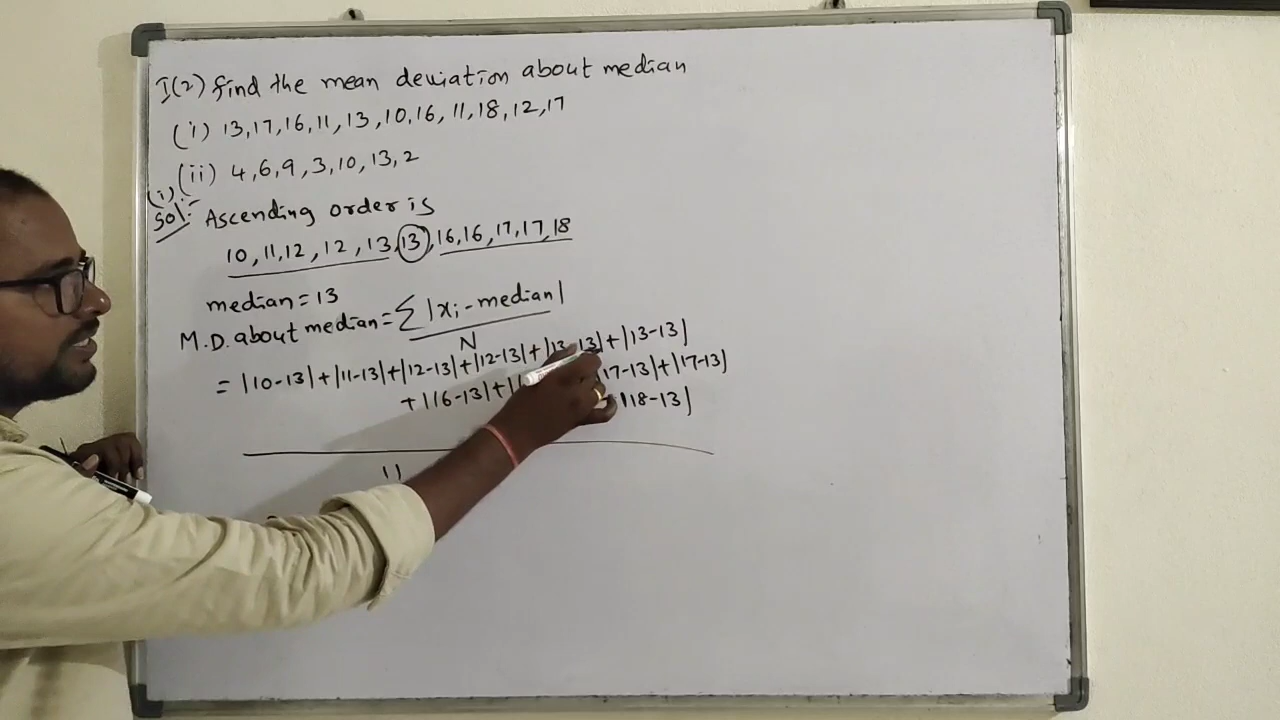 I(2) find the mean deviation about median
(i) 13,17,16,11,13,10,16,11,18,12,17
(ii) 4,6,9,3,10,13,2
(i)
Sol:- Ascending order is
10,11,12,12,13,13,16,16,17,17,18
median=13
M.D. about median=∑|xi-median|
N
=|10-13|+|11-13|+|12-13|+|12-13|+|13-13|+|13-13|
+|16-13|+| |17-13|+|17-13|
+|18-13|
11